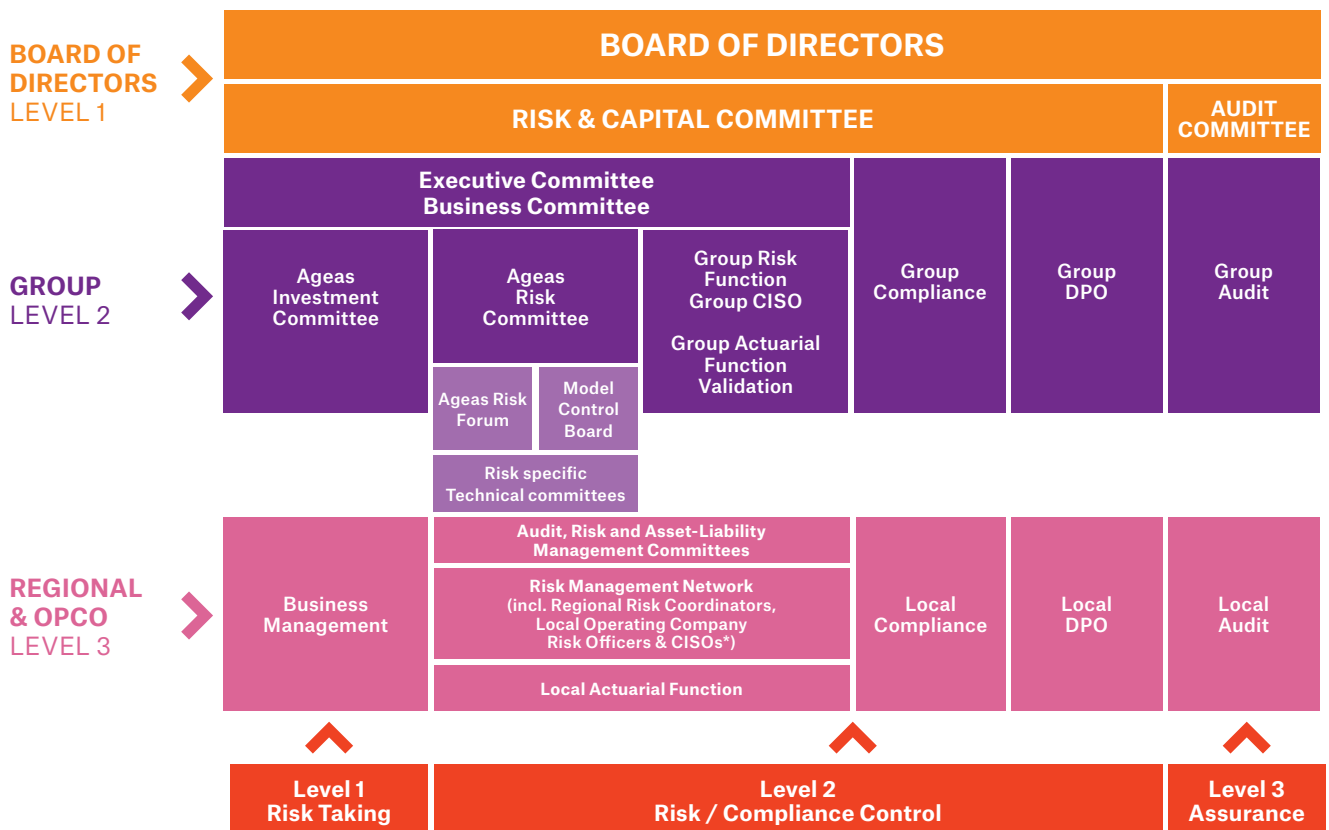 BOARD OF
DIRECTORS
LEVEL 1
BOARD OF DIRECTORS
RISK & CAPITAL COMMITTEE
AUDIT
COMMITTEE
GROUP
LEVEL 2
Executive Committee
Business Committee
Ageas
Investment
Committee
Ageas
Risk
Committee
Group Risk
Function
Group CISO
Group Actuarial
Function
Validation
Group
Compliance
Group
DPO
Group
Audit
Ageas Risk
Forum
Model
Control
Board
Risk specific
Technical committees
REGIONAL
& OPCO
LEVEL 3
Business
Management
Audit, Risk and Asset-Liability
Management Committees
Risk Management Network
(incl. Regional Risk Coordinators,
Local Operating Company
Risk Officers & CISOs*)
Local Actuarial Function
Local
Compliance
Local
DPO
Local
Audit
Level 1
Risk Taking
Level 2
Risk / Compliance Control
Level 3
Assurance